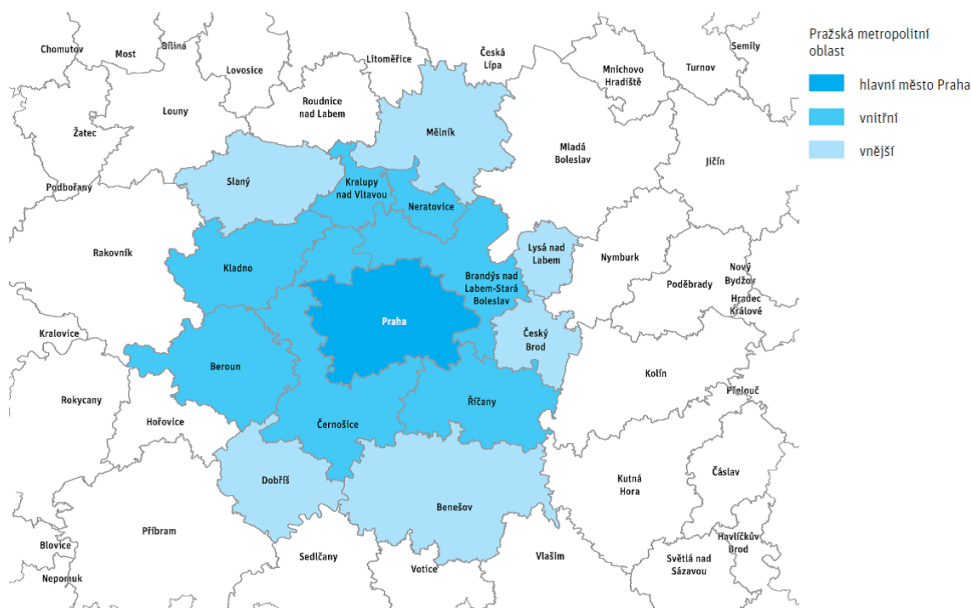 Pražská metropolitní
oblast
hlavní město Praha
vnitřní
vnější
Chomutov
Most
Bílina
Lovosice
Litoměřice
Česká
Lípa
Mnichovo
Hradiště
Turnov
Semily
Louny
Roudnice
nad Labem
Žatec
Mělník
Mladá
Boleslav
Jičín
Podbořany
Slaný
Kralupy
nad Vltavou
Neratovice
Rakovník
Kladno
Lysá nad
Labem
Nymburk
Brandýs nad
Labem-Stará
Boleslav
Poděbrady
Nový
Bydžov
Hradec
Králové
Praha
Kralovice
Český
Brod
Beroun
Kolín
Přelouč
Rokycany
Hořovice
Černošice
Říčany
Dobříš
Benešov
Kutná
Hora
Čáslav
Příbram
Blovice
Nepomuk
Sedlčany
Votice
Vlašim
Světlá nad
Sázavou
Havlíčkův
Brod